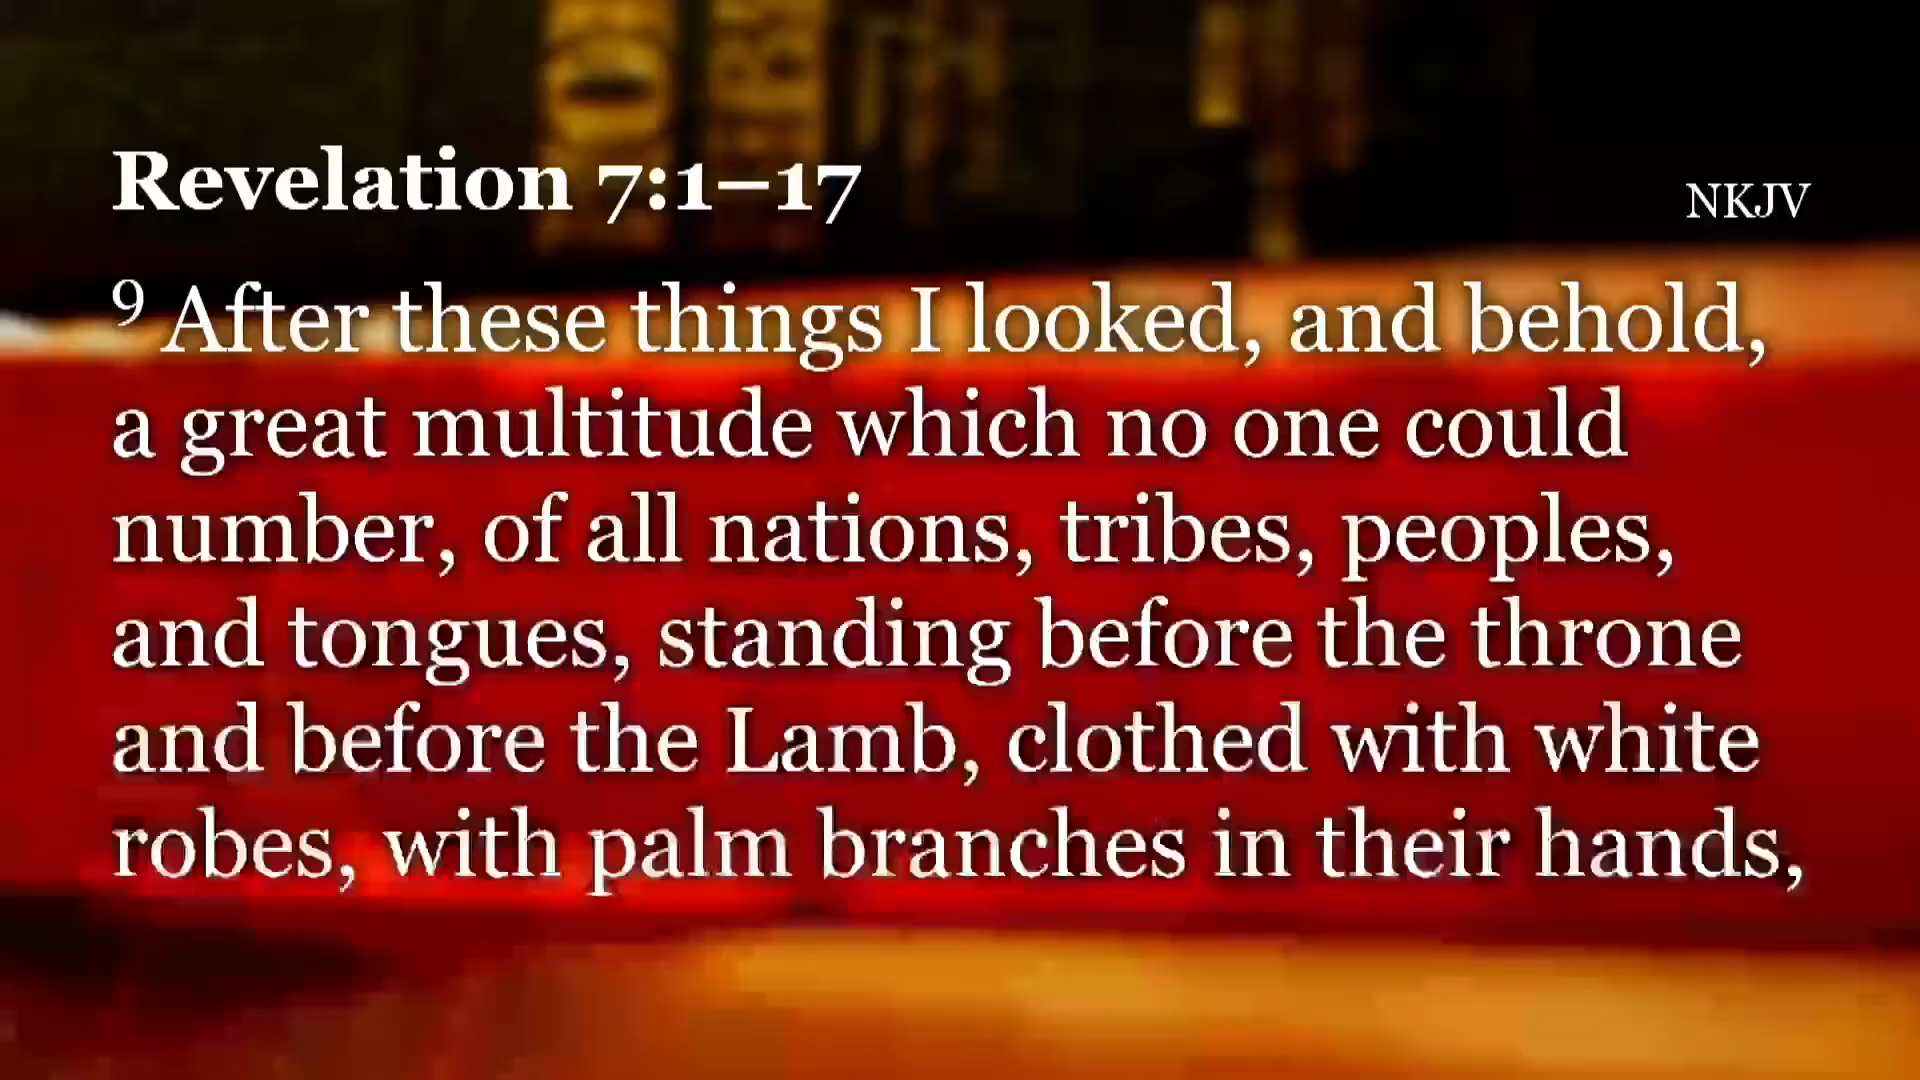 Revelation 7:1–17
NKJV
9 After these things I looked, and behold,
a great multitude which no one could
number, of all nations, tribes, peoples,
and tongues, standing before the throne
and before the Lamb, clothed with white
robes, with palm branches in their hands,